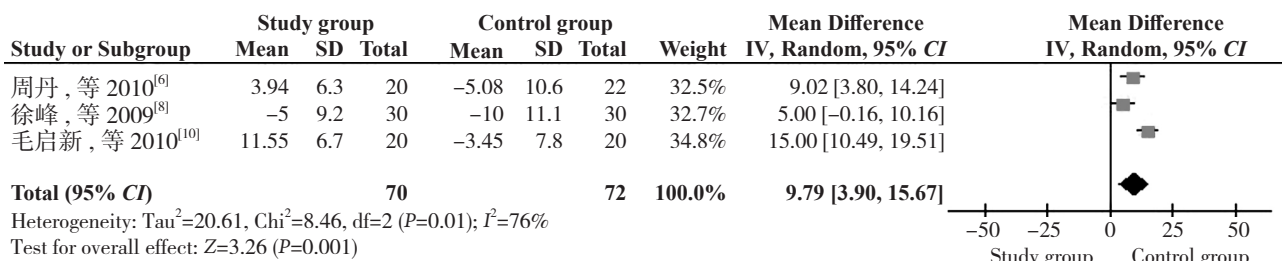 Study group Control group Mean Difference Mean Difference
Study or Subgroup Mean SD Total Mean SD Total Weight IV, Random, 95% CI IV, Random, 95% CI
周丹, 等 2010[6] 3.94 6.3 20 −5.08 10.6 22 32.5% 9.02 [3.80, 14.24]
徐峰, 等 2009[8] −5 9.2 30 −10 11.1 30 32.7% 5.00 [−0.16, 10.16]
毛启新, 等 2010[10] 11.55 6.7 20 −3.45 7.8 20 34.8% 15.00 [10.49, 19.51]
Total (95% CI) 70 72 100.0% 9.79 [3.90, 15.67]
Heterogeneity: Tau²=20.61, Chi²=8.46, df=2 (P=0.01); I²=76%
−50 −25 0 25 50
Test for overall effect: Z=3.26 (P=0.001)
Study group Control group